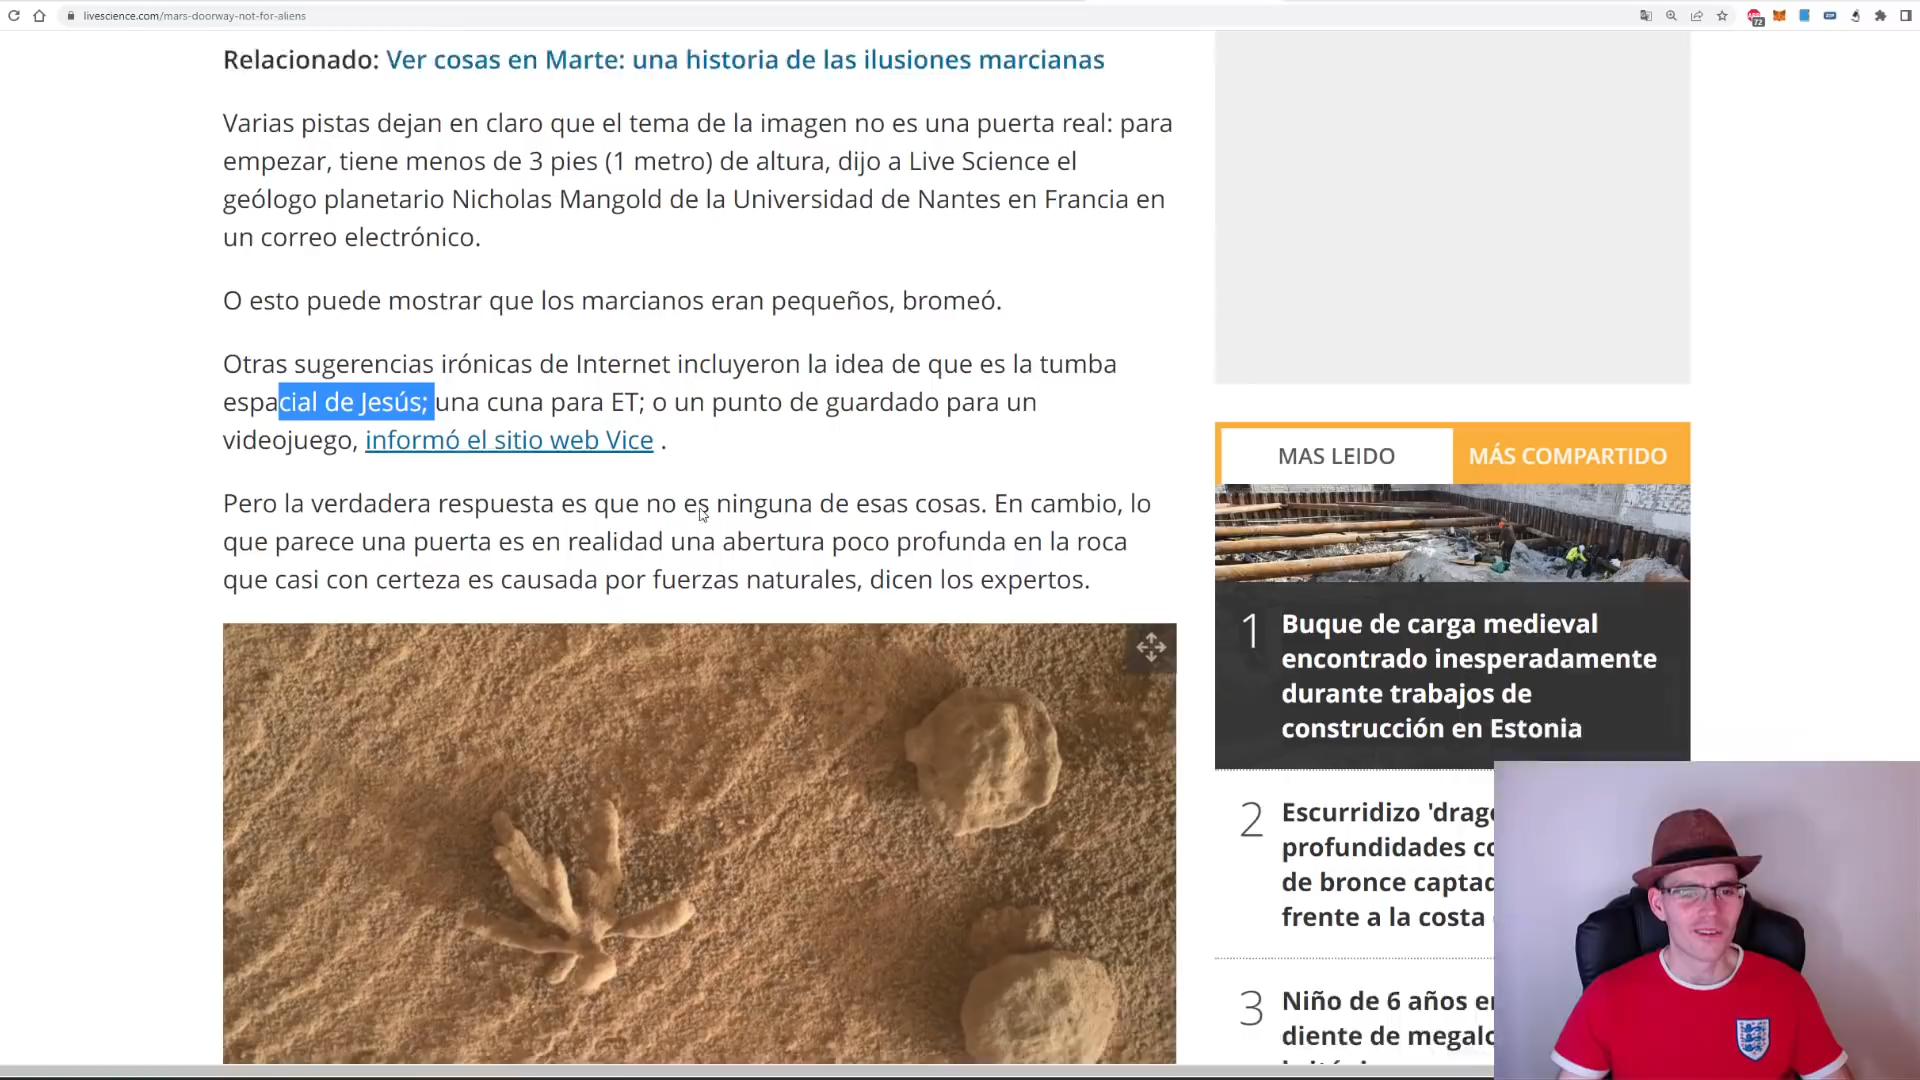 livescience.com/mars-doorway-not-for-aliens
72
Relacionado: Ver cosas en Marte: una historia de las ilusiones marcianas
Varias pistas dejan en claro que el tema de la imagen no es una puerta real: para
empezar, tiene menos de 3 pies (1 metro) de altura, dijo a Live Science el
geólogo planetario Nicholas Mangold de la Universidad de Nantes en Francia en
un correo electrónico.
O esto puede mostrar que los marcianos eran pequeños, bromeó.
Otras sugerencias irónicas de Internet incluyeron la idea de que es la tumba
espacial de Jesús; una cuna para ET; o un punto de guardado para un
videojuego, informó el sitio web Vice .
Pero la verdadera respuesta es que no es ninguna de esas cosas. En cambio, lo
que parece una puerta es en realidad una abertura poco profunda en la roca
que casi con certeza es causada por fuerzas naturales, dicen los expertos.
MAS LEIDO
MÁS COMPARTIDO
1 Buque de carga medieval
encontrado inesperadamente
durante trabajos de
construcción en Estonia
2 Escurridizo 'drag
profundidades c
de bronce capta
frente a la costa
3 Niño de 6 años e
diente de megal